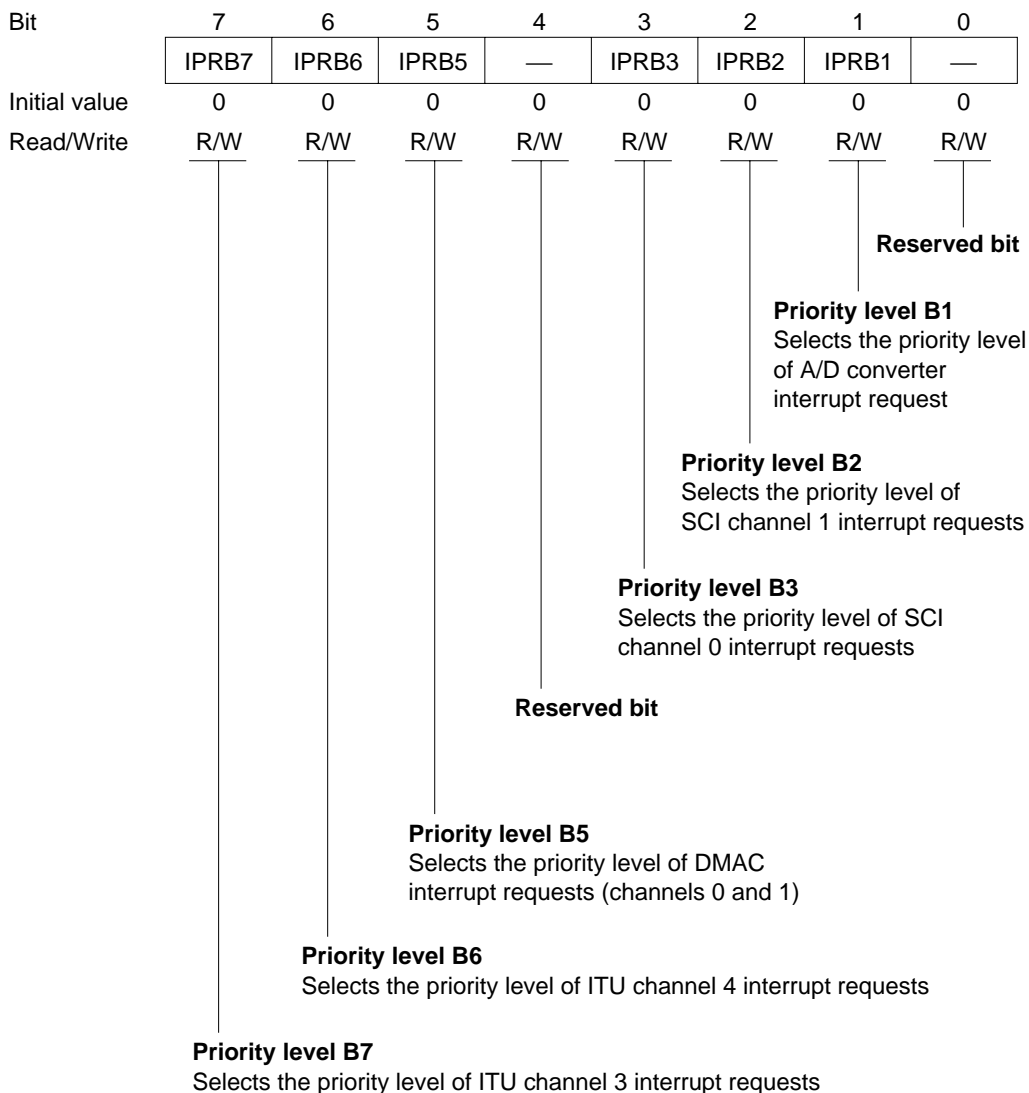 Bit 7 6 5 4 3 2 1 0
IPRB7 IPRB6 IPRB5 — IPRB3 IPRB2 IPRB1 —
Initial value 0 0 0 0 0 0 0 0
Read/Write R/W R/W R/W R/W R/W R/W R/W R/W
Reserved bit
Priority level B1
Selects the priority level
of A/D converter
interrupt request
Priority level B2
Selects the priority level of
SCI channel 1 interrupt requests
Priority level B3
Selects the priority level of SCI
channel 0 interrupt requests
Reserved bit
Priority level B5
Selects the priority level of DMAC
interrupt requests (channels 0 and 1)
Priority level B6
Selects the priority level of ITU channel 4 interrupt requests
Priority level B7
Selects the priority level of ITU channel 3 interrupt requests